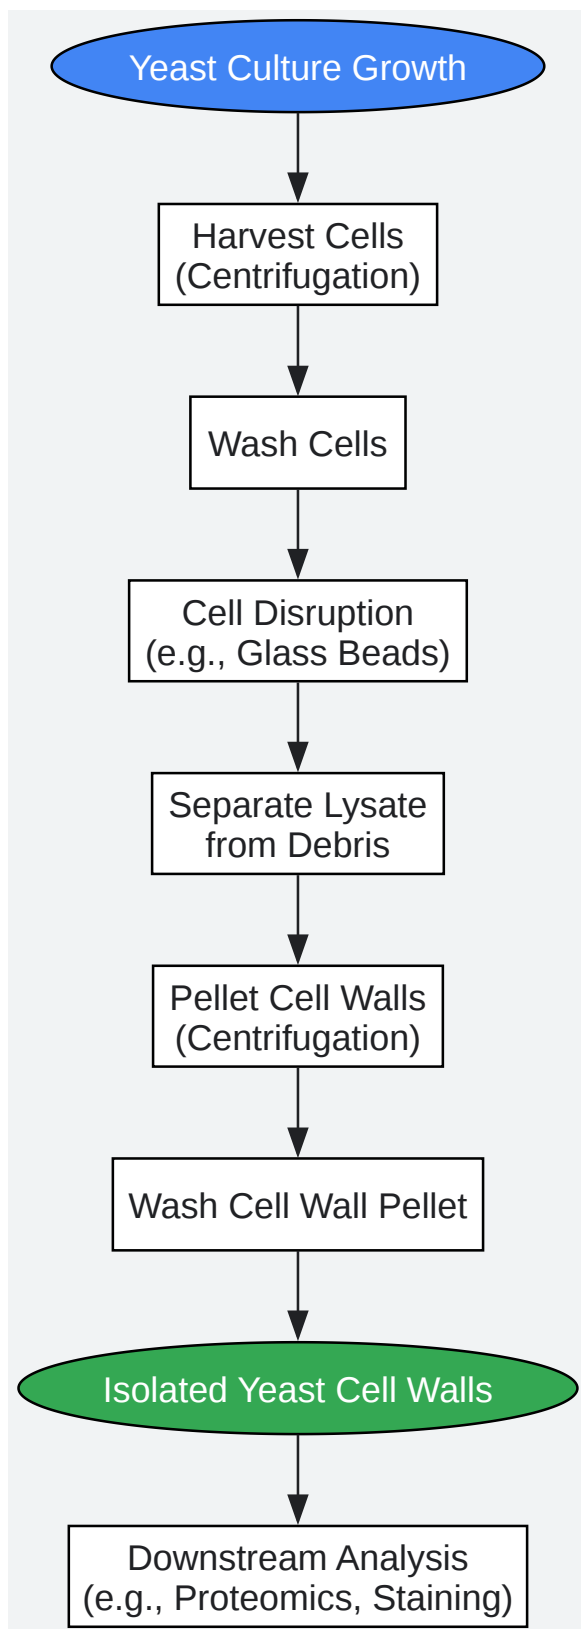 Yeast Culture Growth
Harvest Cells
(Centrifugation)
Wash Cells
Cell Disruption
(e.g., Glass Beads)
Separate Lysate
from Debris
Pellet Cell Walls
(Centrifugation)
Wash Cell Wall Pellet
Isolated Yeast Cell Walls
Downstream Analysis
(e.g., Proteomics, Staining)